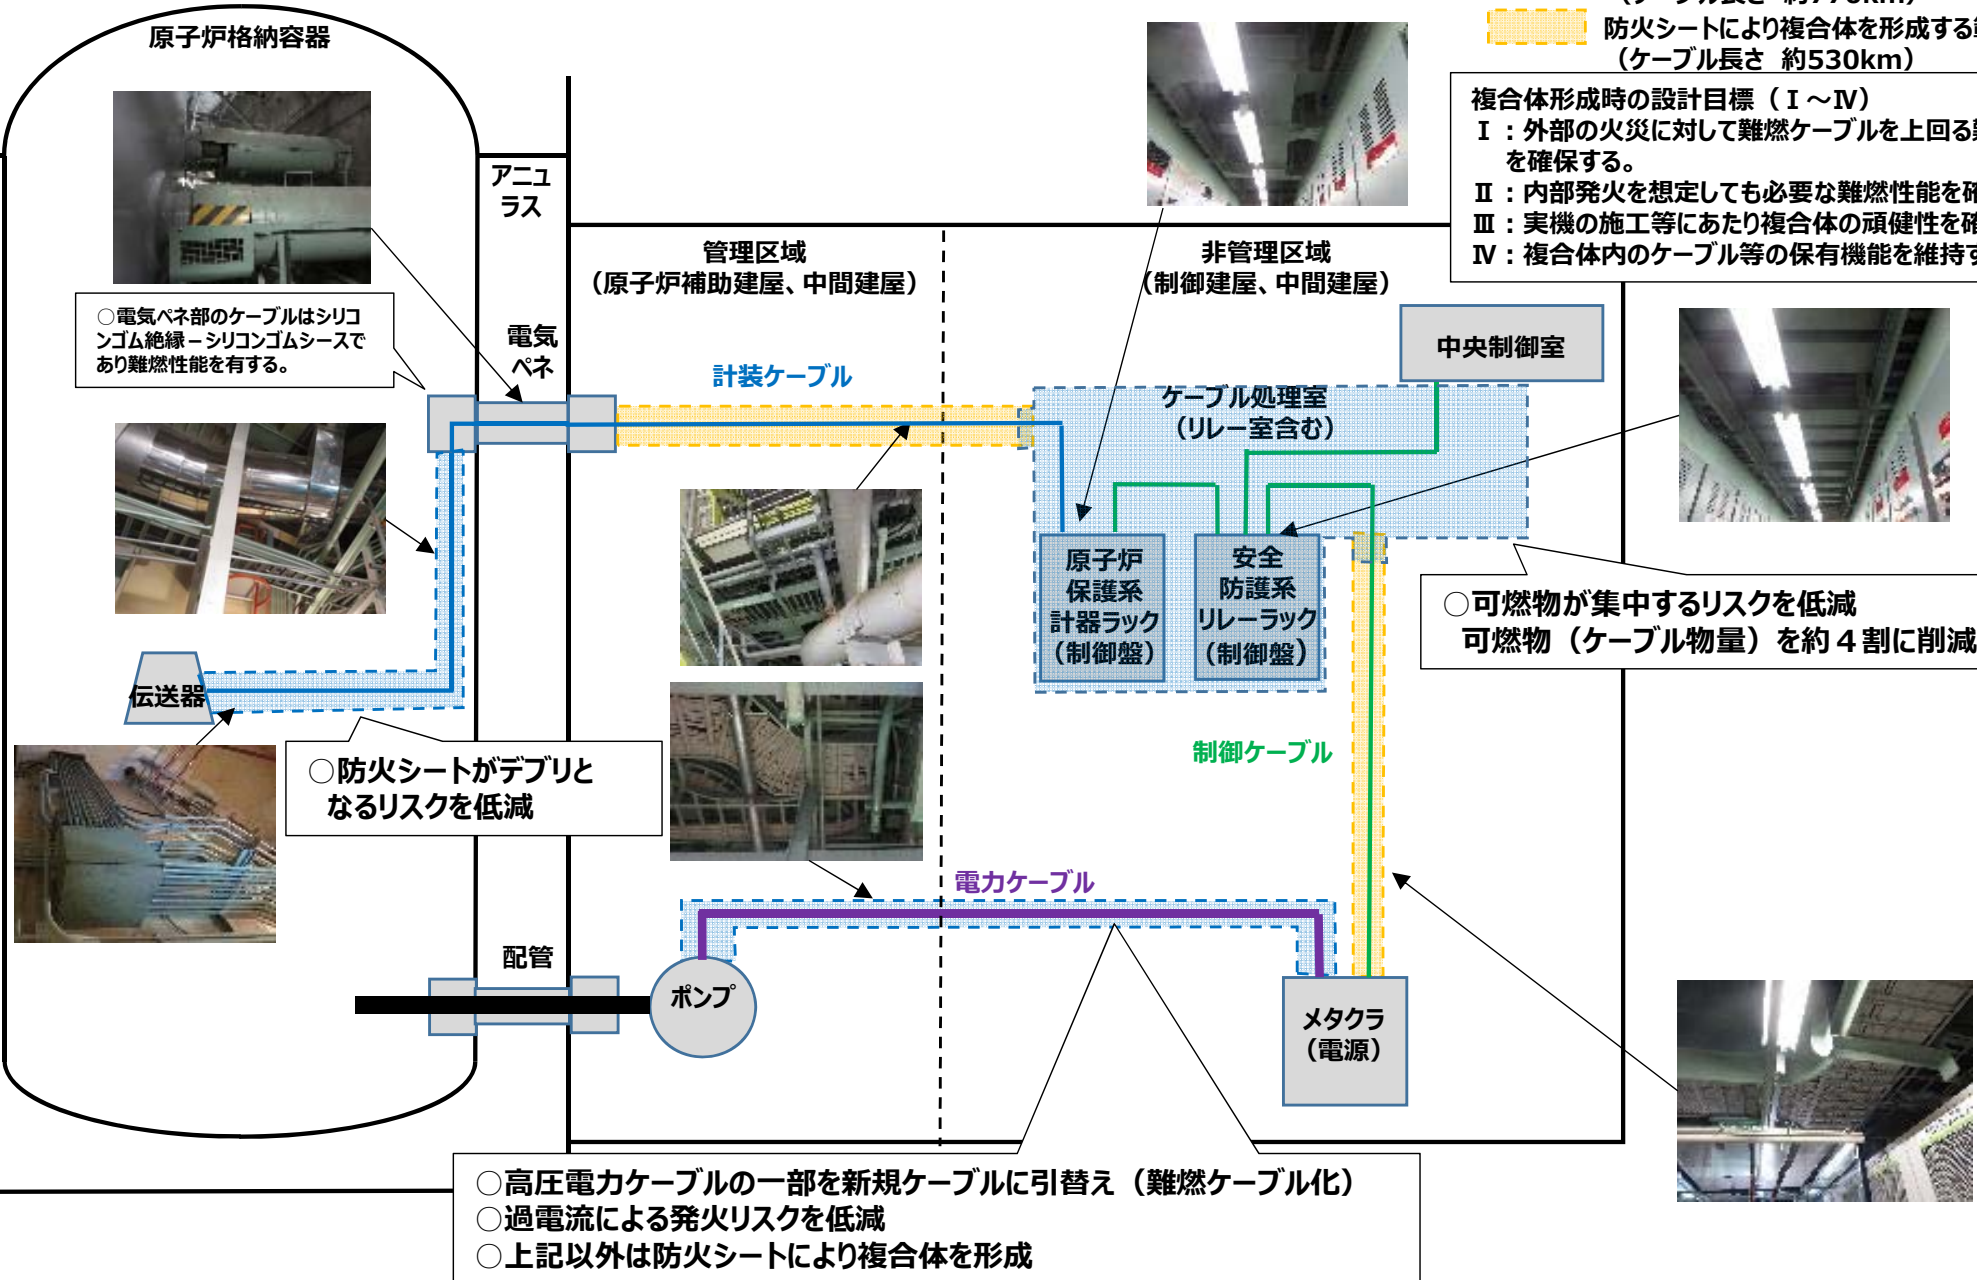 原子炉格納容器
防火シートにより複合体を形成する
（ケーブル長さ 約530km）
複合体形成時の設計目標（Ⅰ～Ⅳ）
Ⅰ：外部の火災に対して難燃ケーブルを上回る
を確保する。
Ⅱ：内部発火を想定しても必要な難燃性能を
Ⅲ：実機の施工等にあたり複合体の頑健性を
Ⅳ：複合体内のケーブル等の保有機能を維持
アニュ
ラス
管理区域
（原子炉補助建屋、中間建屋）
非管理区域
（制御建屋、中間建屋）
○電気ペネ部のケーブルはシリコ
ンゴム絶縁－シリコンゴムシースで
あり難燃性能を有する。
電気
ペネ
計装ケーブル
中央制御室
ケーブル処理室
（リレー室含む）
原子炉
保護系
計器ラック
（制御盤）
安全
防護系
リレーラック
（制御盤）
○可燃物が集中するリスクを低減
可燃物（ケーブル物量）を約４割に削減
伝送器
○防火シートがデブリと
なるリスクを低減
制御ケーブル
電力ケーブル
配管
ポンプ
メタクラ
（電源）
○高圧電力ケーブルの一部を新規ケーブルに引替え（難燃ケーブル化）
○過電流による発火リスクを低減
○上記以外は防火シートにより複合体を形成